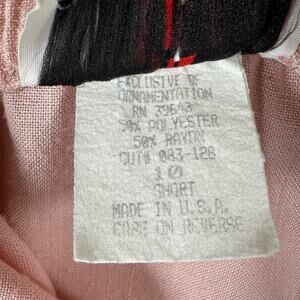 EXCLUSIVE OF
ORNAMENTATION
RN 39643
50% POLYESTER
50% RAYON
CUT# 083-128
10
SHORT
MADE IN U.S.A.
CARE ON REVERSE